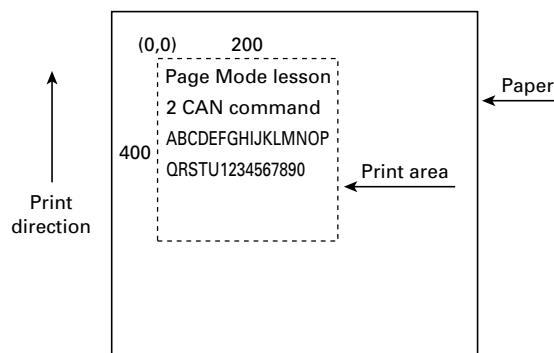 (0,0) 200
Page Mode lesson
2 CAN command
ABCDEFGHIJKLMNOP
QRSTU1234567890
400
Print area
Paper
Print
direction